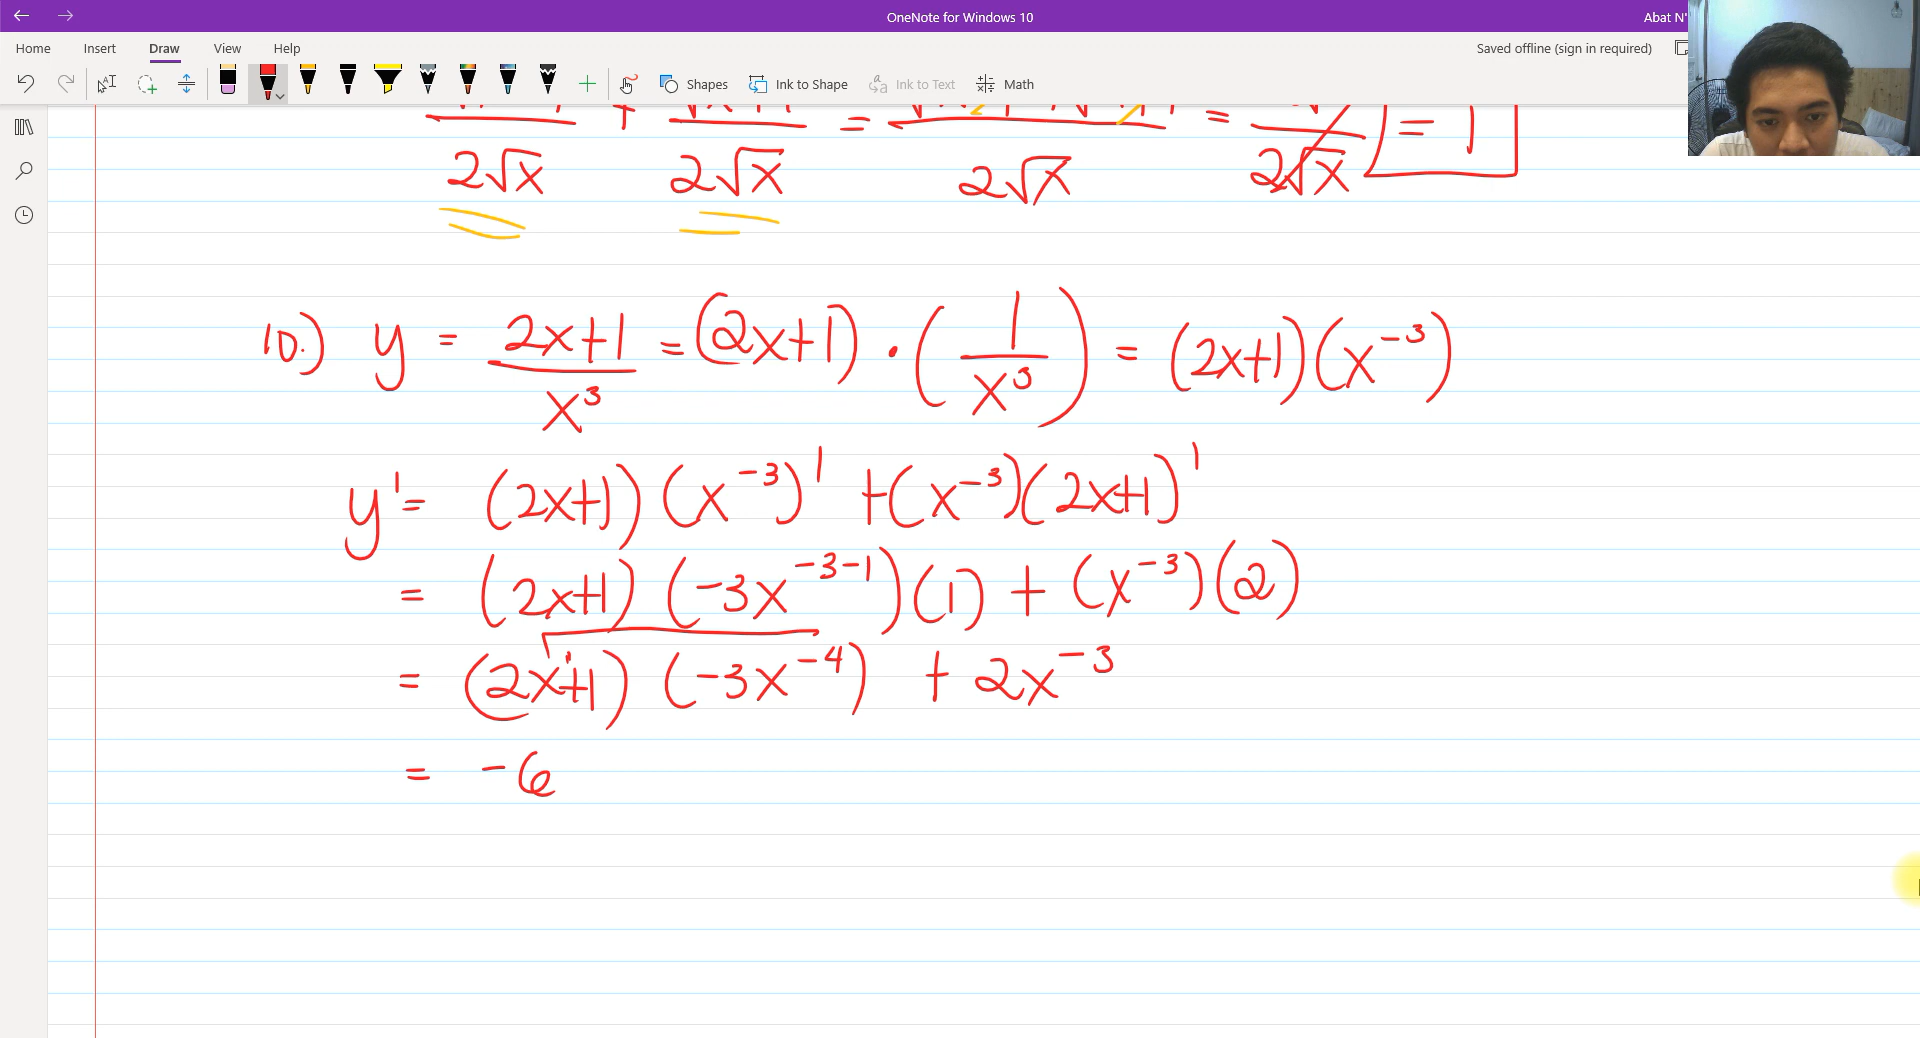 OneNote for Windows 10
Abat N'
Home Insert Draw View Help
Saved offline (sign in required)
Shapes Ink to Shape Ink to Text Math
+ = = = 1
2√x 2√x 2√x 2√x
10.) y = 2x+1 / x³ = (2x+1) · (1 / x³) = (2x+1)(x⁻³)
y' = (2x+1)(x⁻³)' + (x⁻³)(2x+1)'
= (2x+1)(-3x⁻³⁻¹)(1) + (x⁻³)(2)
= (2x+1)(-3x⁻⁴) + 2x⁻³
= -6